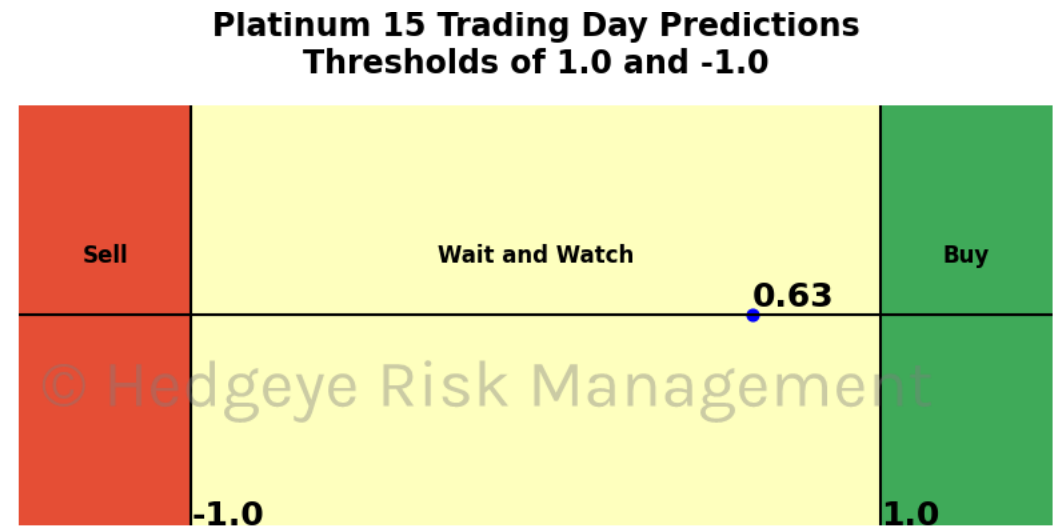 Platinum 15 Trading Day Predictions
Thresholds of 1.0 and -1.0
Sell
Wait and Watch
Buy
0.63
© Hedgeye Risk Management
-1.0
1.0